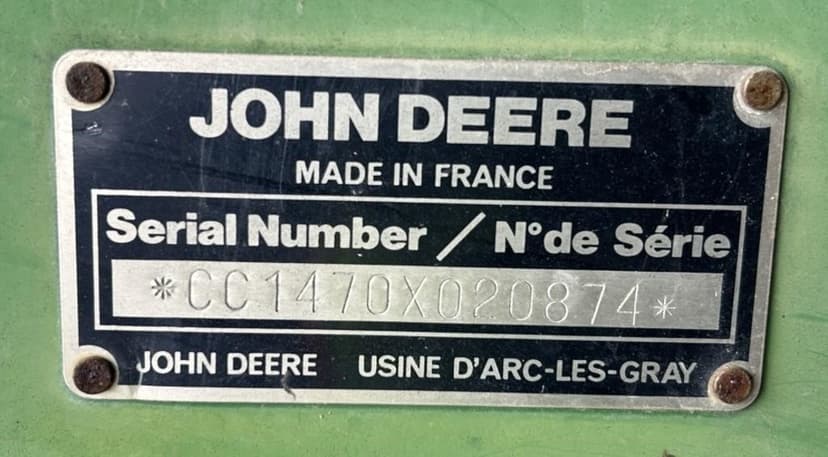 JOHN DEERE
MADE IN FRANCE
Serial Number / N°de Série
*CC1470X020874*
JOHN DEERE USINE D'ARC-LES-GRAY